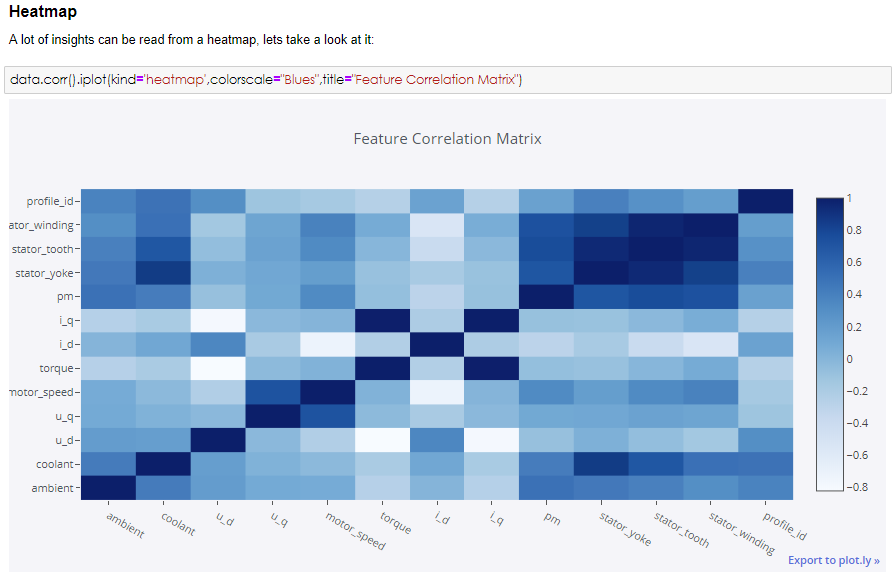 Heatmap
A lot of insights can be read from a heatmap, lets take a look at it:
data.corr().iplot(kind='heatmap',colorscale="Blues",title="Feature Correlation Matrix")
Feature Correlation Matrix
profile_id
ator_winding
stator_tooth
stator_yoke
pm
i_q
i_d
torque
motor_speed
u_q
u_d
coolant
ambient
1
0.8
0.6
0.4
0.2
0
−0.2
−0.4
−0.6
−0.8
ambient
coolant
u_d
u_q
motor_speed
torque
i_d
i_q
pm
stator_yoke
stator_tooth
stator_winding
profile_id
Export to plot.ly »